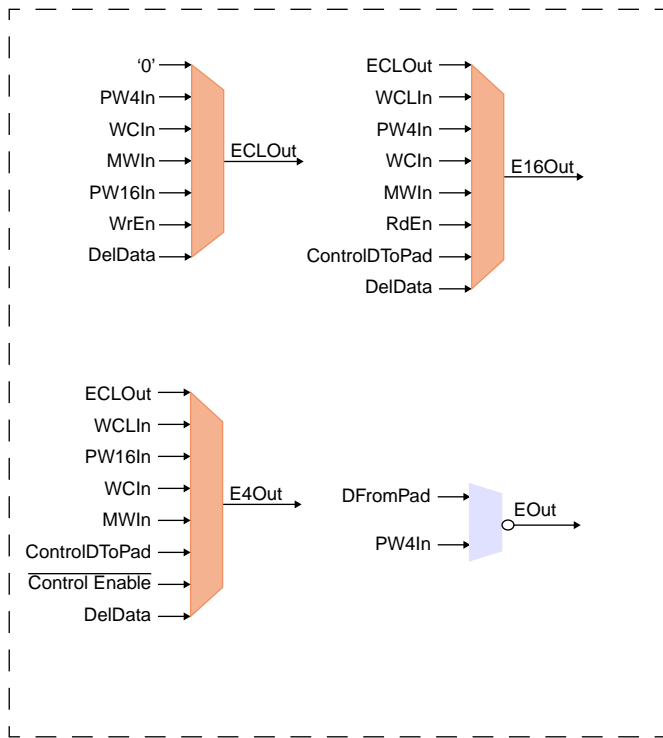 ‘0’
PW4In
WCIn
MWIn
PW16In
WrEn
DelData
ECLOut
ECLOut
WCLIn
PW4In
WCIn
MWIn
RdEn
ControlDToPad
DelData
E16Out
ECLOut
WCLIn
PW16In
WCIn
MWIn
ControlDToPad
Control Enable
DelData
E4Out
DFromPad
PW4In
EOut